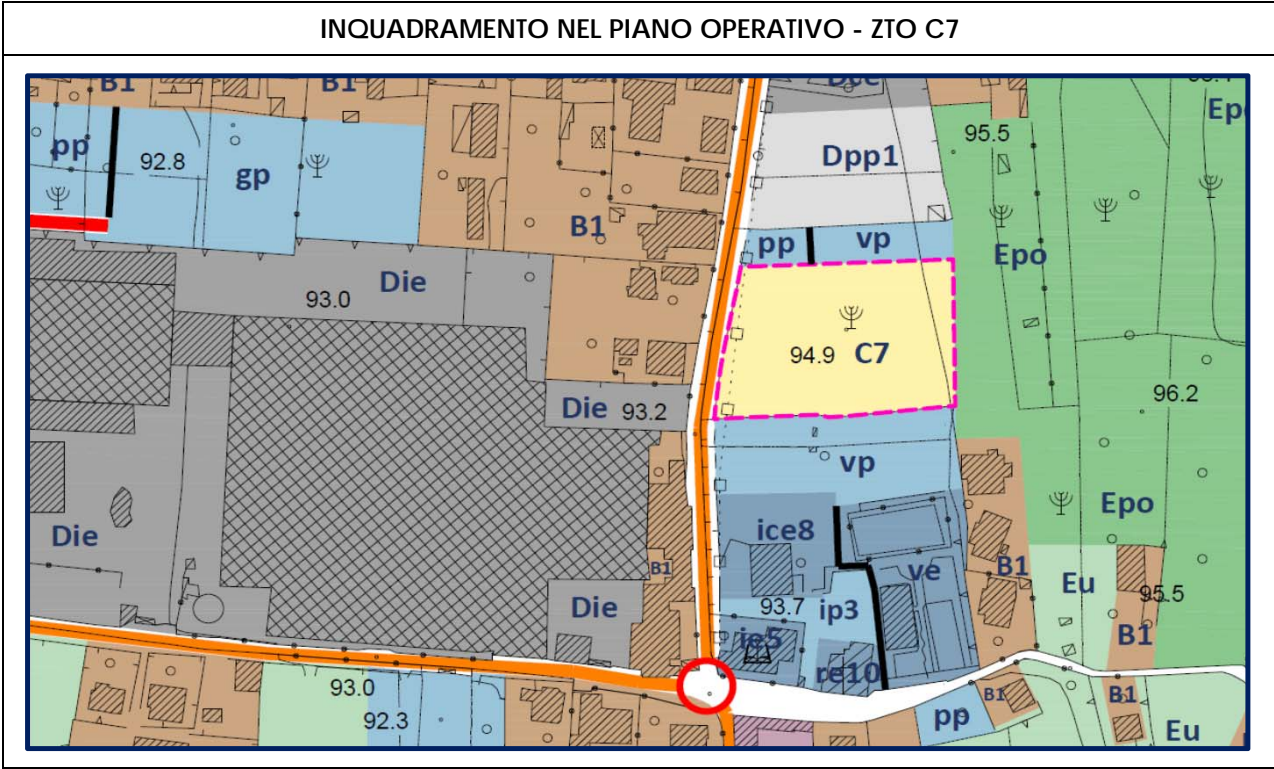 INQUADRAMENTO NEL PIANO OPERATIVO - ZTO C7
B1
B1
Dce
Ep
95.5
pp
92.8
gp
Dpp1
B1
pp
vp
Epo
Die
93.0
94.9
C7
Die
93.2
96.2
vp
Die
ice8
Epo
B1
ve
B1
Eu
Die
93.7
ip3
95.5
ie5
B1
re10
93.0
B1
B1
92.3
pp
Eu